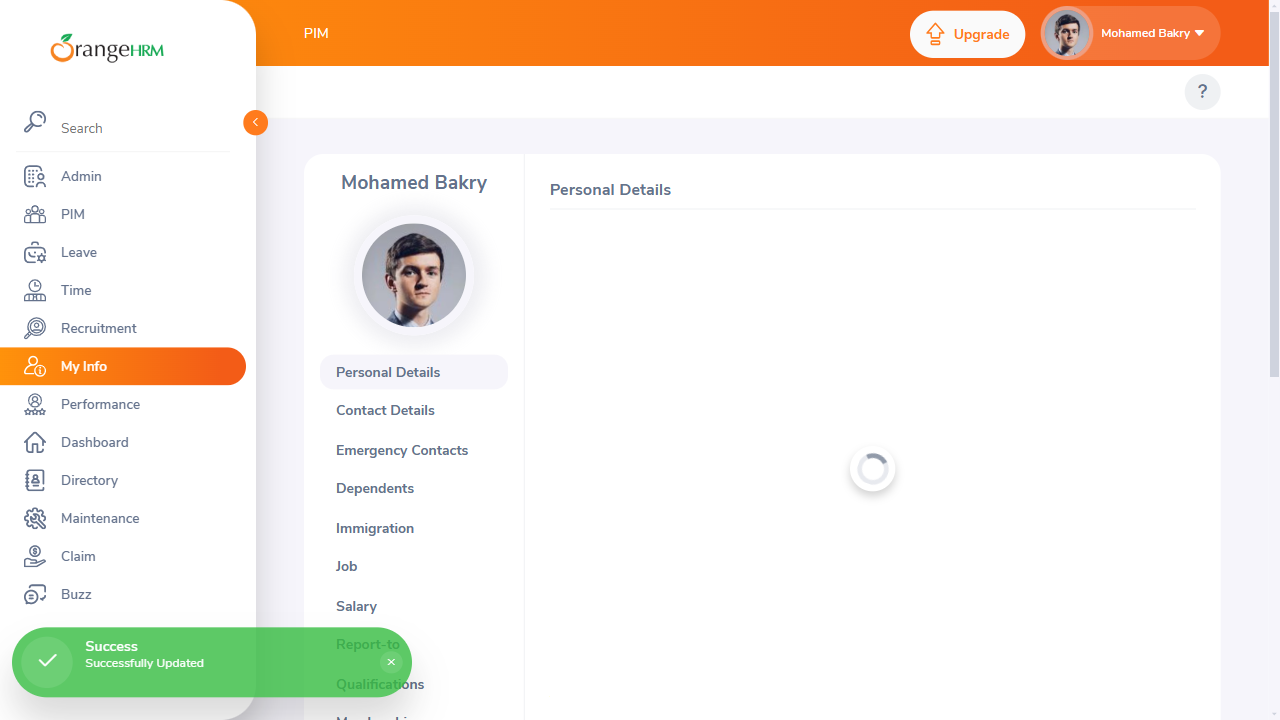 OrangeHRM
PIM
Upgrade
Mohamed Bakry
?
Search
Admin
PIM
Leave
Time
Recruitment
My Info
Performance
Dashboard
Directory
Maintenance
Claim
Buzz
Mohamed Bakry
Personal Details
Contact Details
Emergency Contacts
Dependents
Immigration
Job
Salary
Report-to
Qualifications
Personal Details
Success
Successfully Updated